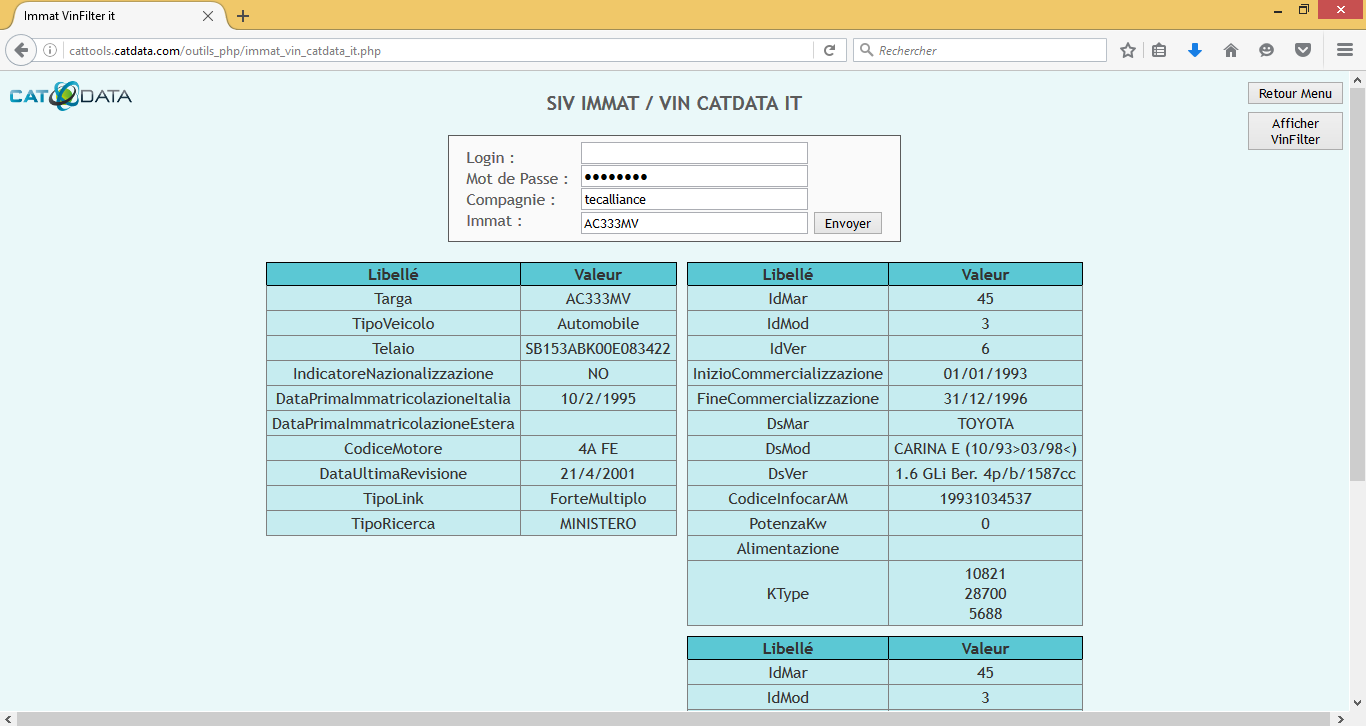 Immat VinFilter it
cattools.catdata.com/outils_php/immat_vin_catdata_it.php
Rechercher
CAT DATA
SIV IMMAT / VIN CATDATA IT
Retour Menu
Afficher
VinFilter
Login :
Mot de Passe : ●●●●●●●●
Compagnie : tecalliance
Immat : AC333MV Envoyer
Libellé Valeur
Targa AC333MV
TipoVeicolo Automobile
Telaio SB153ABK00E083422
IndicatoreNazionalizzazione NO
DataPrimaImmatricolazioneItalia 10/2/1995
DataPrimaImmatricolazioneEstera
CodiceMotore 4A FE
DataUltimaRevisione 21/4/2001
TipoLink ForteMultiplo
TipoRicerca MINISTERO
Libellé Valeur
IdMar 45
IdMod 3
IdVer 6
InizioCommercializzazione 01/01/1993
FineCommercializzazione 31/12/1996
DsMar TOYOTA
DsMod CARINA E (10/93>03/98<)
DsVer 1.6 GLi Ber. 4p/b/1587cc
CodiceInfocarAM 19931034537
PotenzaKw 0
Alimentazione
KType 10821
28700
5688
Libellé Valeur
IdMar 45
IdMod 3